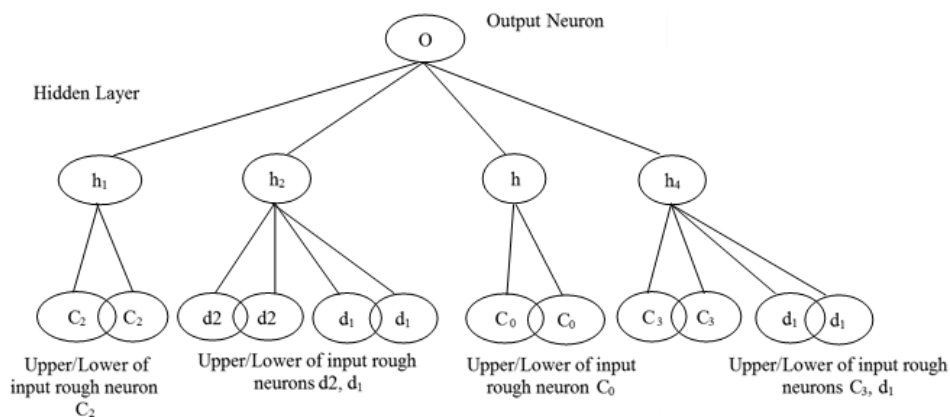 Output Neuron
O
Hidden Layer
h₁ h₂ h h₄
C₂ C₂ d2 d2 d₁ d₁ C₀ C₀ C₃ C₃ d₁ d₁
Upper/Lower of
input rough neuron
C₂
Upper/Lower of input rough
neurons d2, d₁
Upper/Lower of input
rough neuron C₀
Upper/Lower of input rough
neurons C₃, d₁